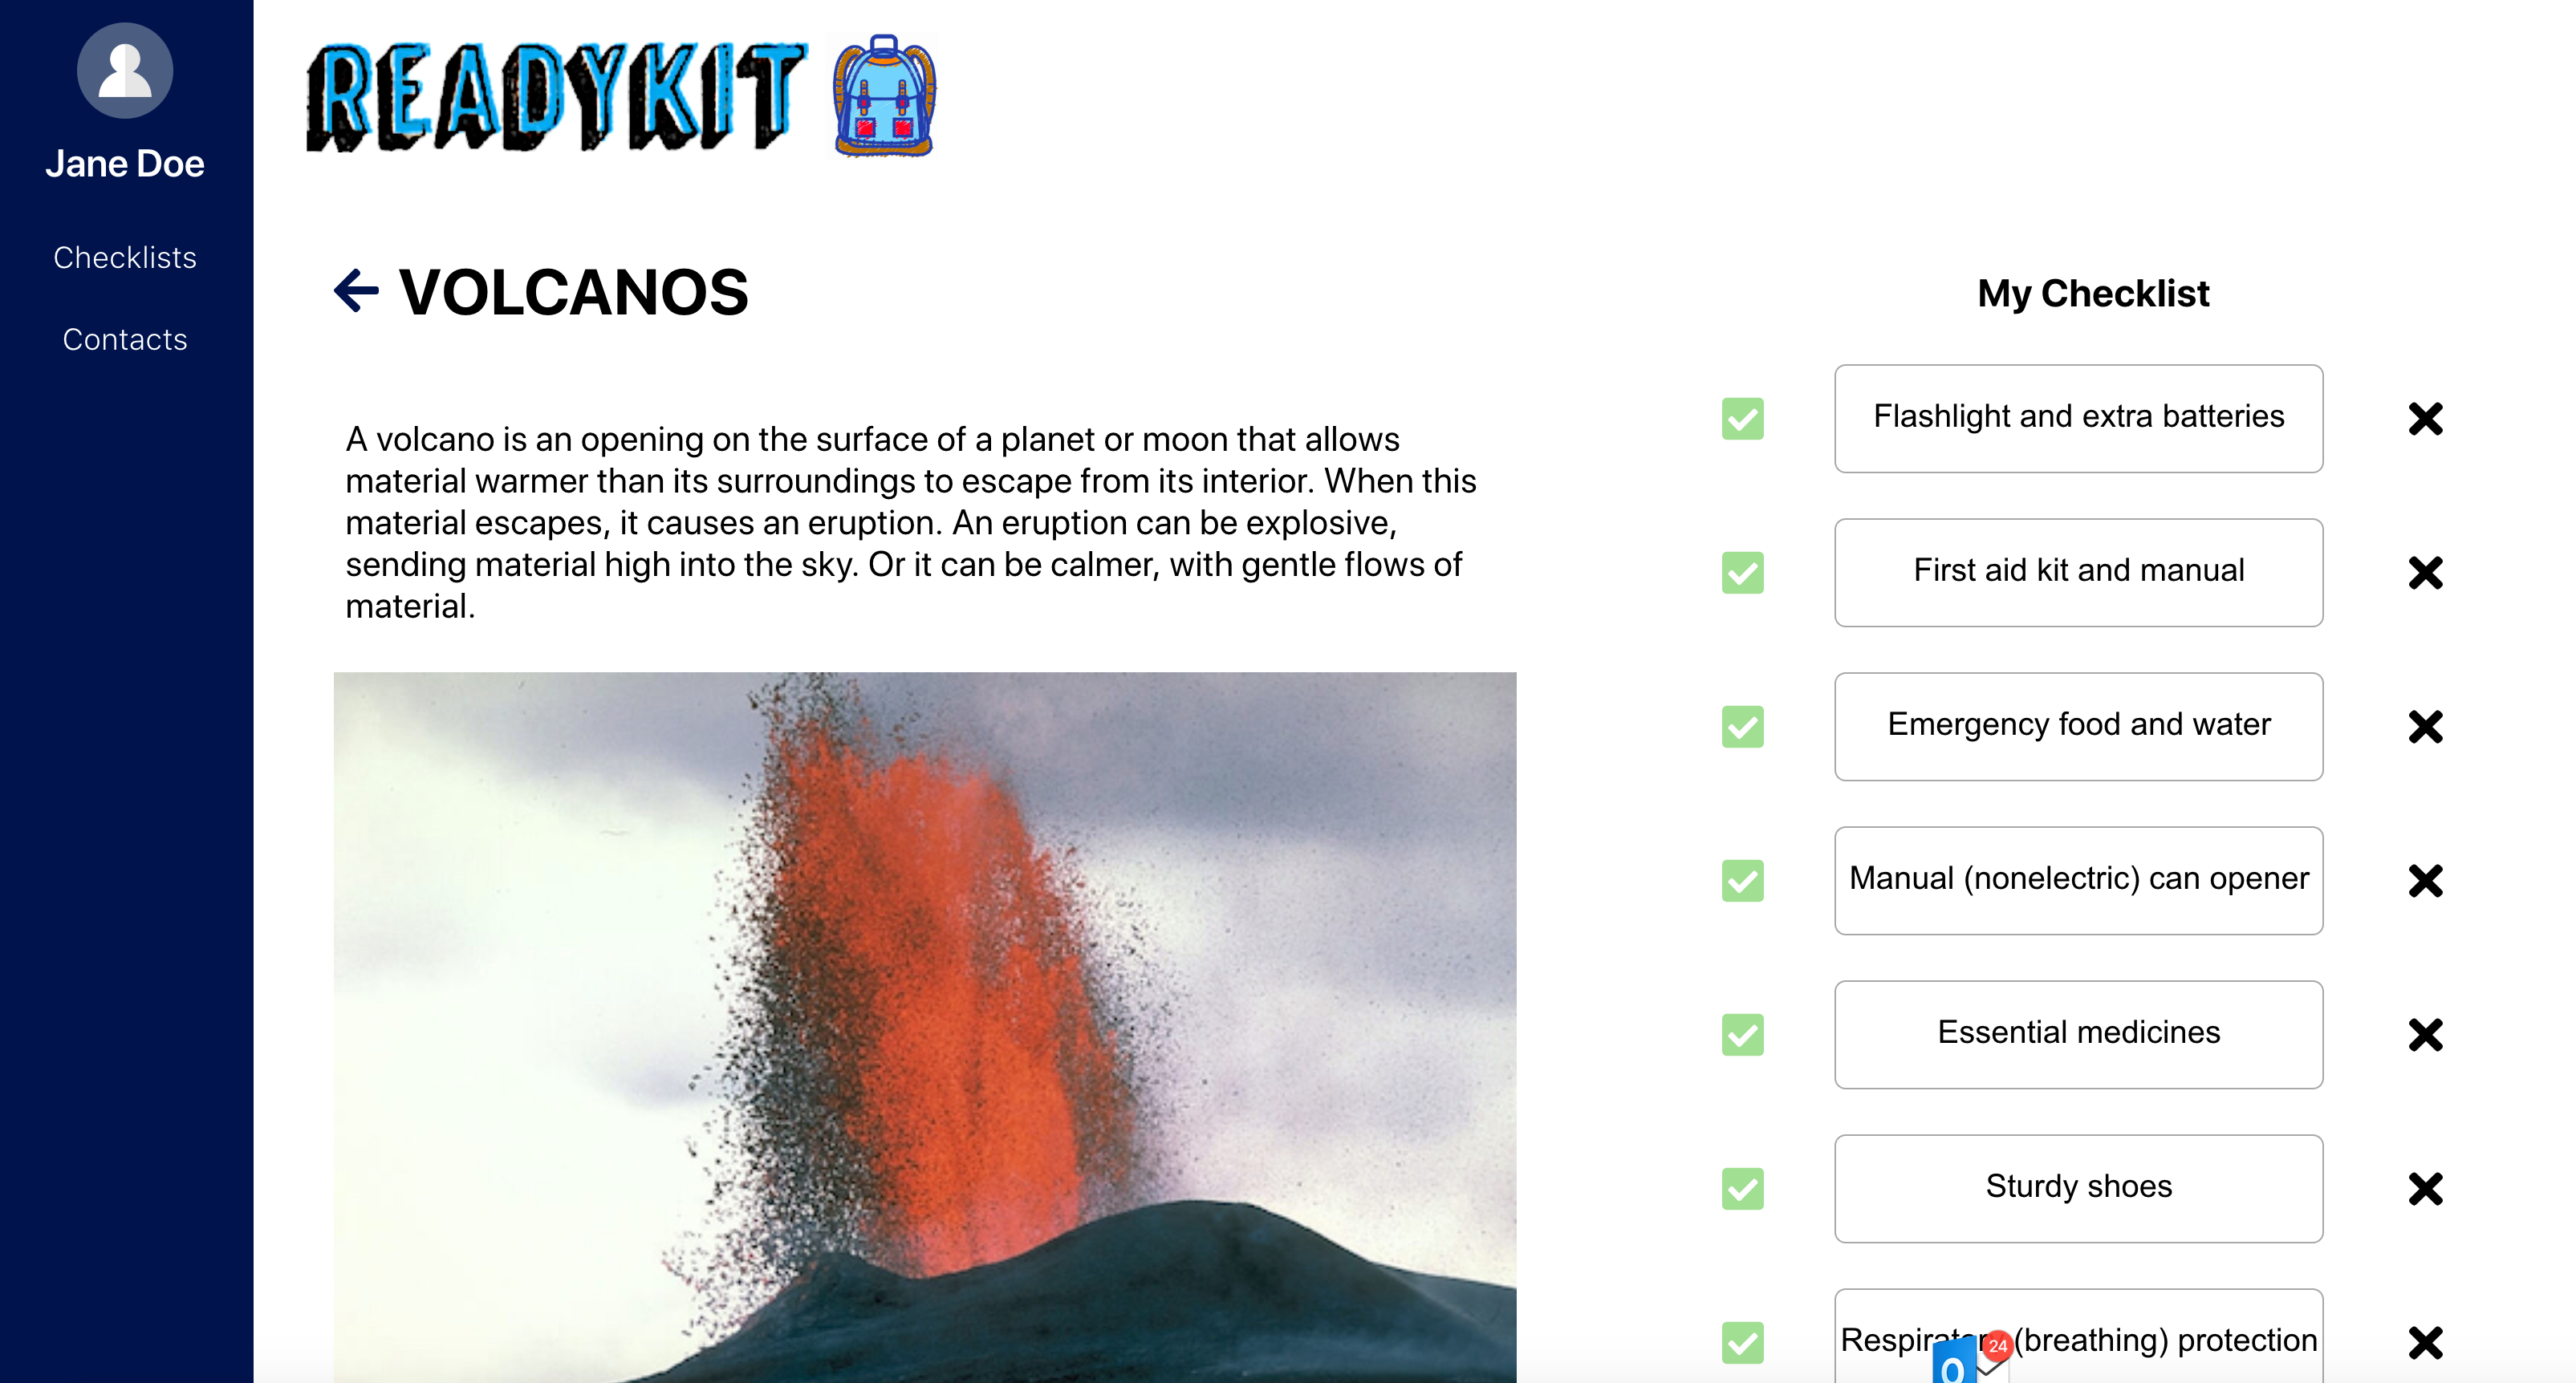 Jane Doe
Checklists
Contacts
READYKIT
VOLCANOS
A volcano is an opening on the surface of a planet or moon that allows
material warmer than its surroundings to escape from its interior. When this
material escapes, it causes an eruption. An eruption can be explosive,
sending material high into the sky. Or it can be calmer, with gentle flows of
material.
My Checklist
Flashlight and extra batteries
First aid kit and manual
Emergency food and water
Manual (nonelectric) can opener
Essential medicines
Sturdy shoes
Respiratory (breathing) protection
24
O